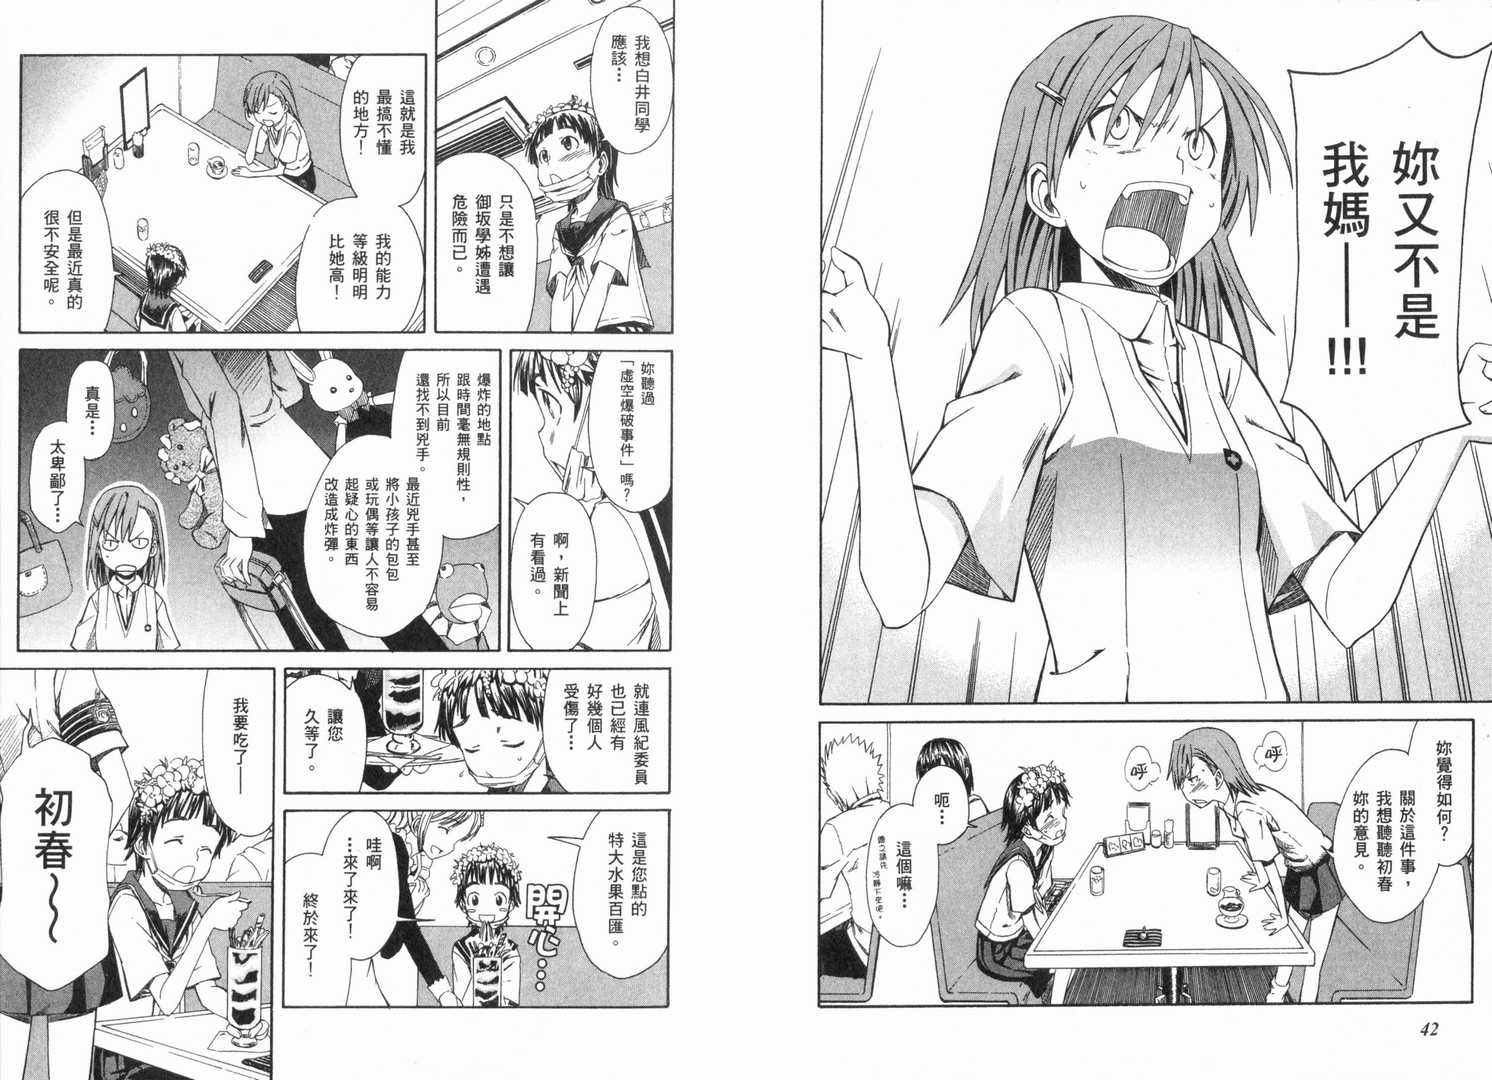 妳又不是
我媽——!!!
妳覺得如何？
關於這件事，
我想聽聽初春
妳的意見。
呼
呼
呃…
這個嘛…
學姊請先
冷靜下來吧。
42
我想白井同學
應該…
只是不想讓
御坂學姊遭遇
危險而已。
這就是我
最搞不懂
的地方！
我的能力
等級明明
比她高！
但是最近真的
很不安全呢。
妳聽過
「虛空爆破事件」嗎？
啊，新聞上
有看過。
爆炸的地點
跟時間毫無規則性，
所以目前
還找不到兇手。
最近兇手甚至
將小孩子的包包
或玩偶等讓人不容易
起疑心的東西
改造成炸彈。
真是…
太卑鄙了…
就連風紀委員
也已經有
好幾個人
受傷了…
讓您
久等了。
這是您點的
特大水果百匯。
開心…
哇啊
…來了來了！
終於來了！
我要吃了——
初春～～